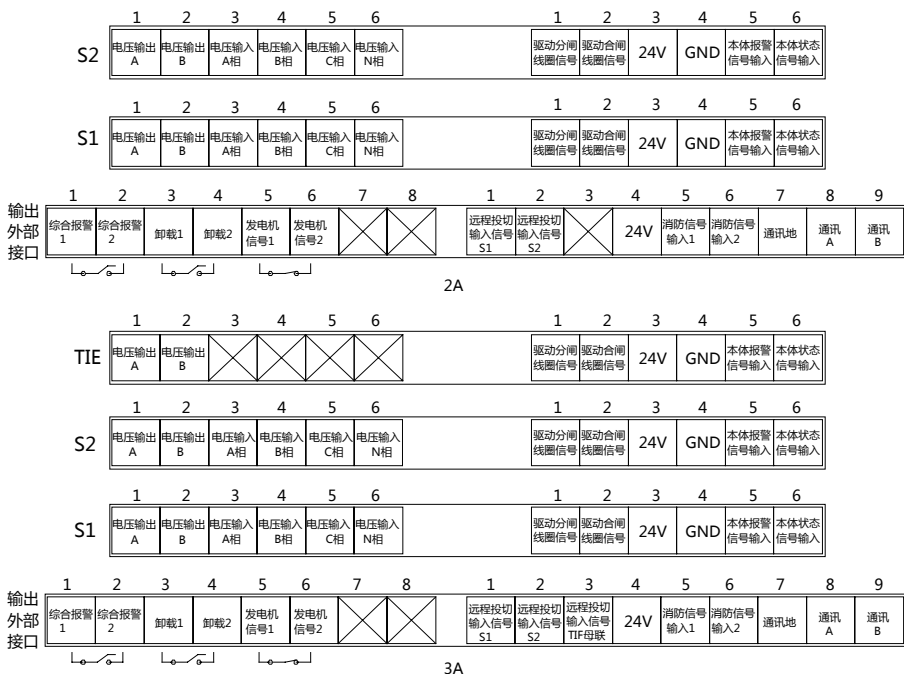 1 2 3 4 5 6 1 2 3 4 5 6
S2 电压输出A 电压输出B 电压输入A相 电压输入B相 电压输入C相 电压输入N相 驱动分闸线圈信号 驱动合闸线圈信号 24V GND 本体报警信号输入 本体状态信号输入
1 2 3 4 5 6 1 2 3 4 5 6
S1 电压输出A 电压输出B 电压输入A相 电压输入B相 电压输入C相 电压输入N相 驱动分闸线圈信号 驱动合闸线圈信号 24V GND 本体报警信号输入 本体状态信号输入
1 2 3 4 5 6 7 8 1 2 3 4 5 6 7 8 9
输出外部接口 综合报警1 综合报警2 卸载1 卸载2 发电机信号1 发电机信号2 远程投切输入信号S1 远程投切输入信号S2 24V 消防信号输入1 消防信号输入2 通讯地 通讯A 通讯B
2A
1 2 3 4 5 6 1 2 3 4 5 6
TIE 电压输出A 电压输出B 驱动分闸线圈信号 驱动合闸线圈信号 24V GND 本体报警信号输入 本体状态信号输入
1 2 3 4 5 6 1 2 3 4 5 6
S2 电压输出A 电压输出B 电压输入A相 电压输入B相 电压输入C相 电压输入N相 驱动分闸线圈信号 驱动合闸线圈信号 24V GND 本体报警信号输入 本体状态信号输入
1 2 3 4 5 6 1 2 3 4 5 6
S1 电压输出A 电压输出B 电压输入A相 电压输入B相 电压输入C相 电压输入N相 驱动分闸线圈信号 驱动合闸线圈信号 24V GND 本体报警信号输入 本体状态信号输入
1 2 3 4 5 6 7 8 1 2 3 4 5 6 7 8 9
输出外部接口 综合报警1 综合报警2 卸载1 卸载2 发电机信号1 发电机信号2 远程投切输入信号S1 远程投切输入信号S2 远程投切输入信号TIF母联 24V 消防信号输入1 消防信号输入2 通讯地 通讯A 通讯B
3A